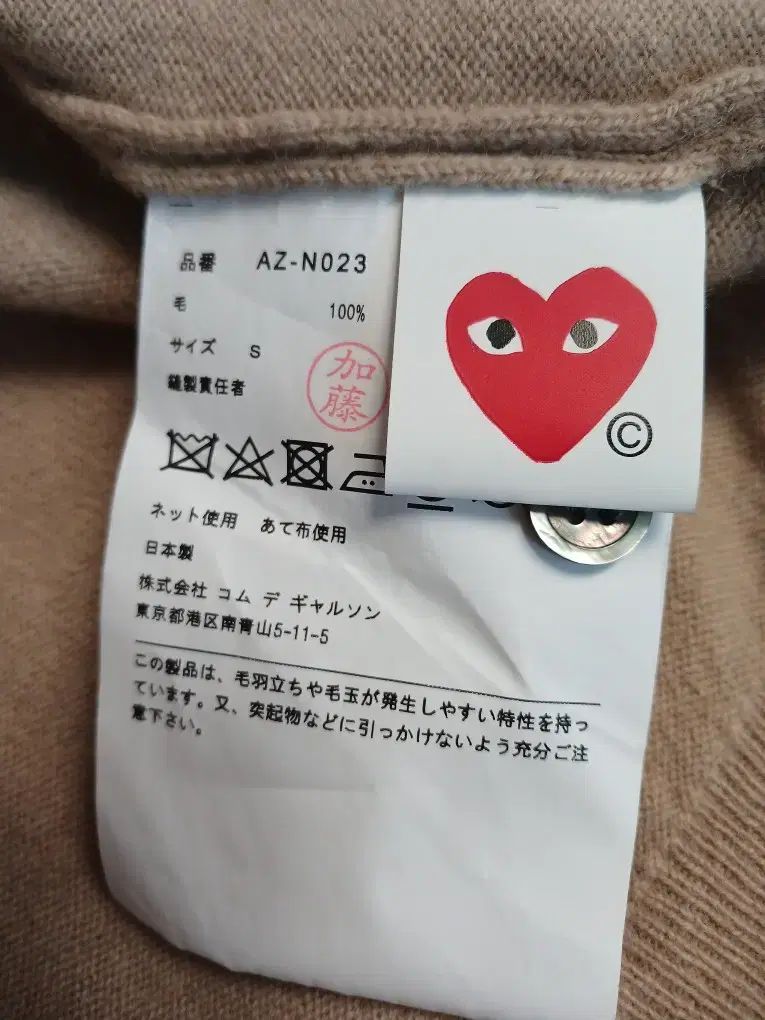 品番 AZ-N023
毛 100%
サイズ S
縫製責任者
加藤
©
ネット使用 あて布使用
日本製
株式会社 コム デ ギャルソン
東京都港区南青山5-11-5
この製品は、毛羽立ちや毛玉が発生しやすい特性を持っ
ています。又、突起物などに引っかけないよう充分ご注
意下さい。